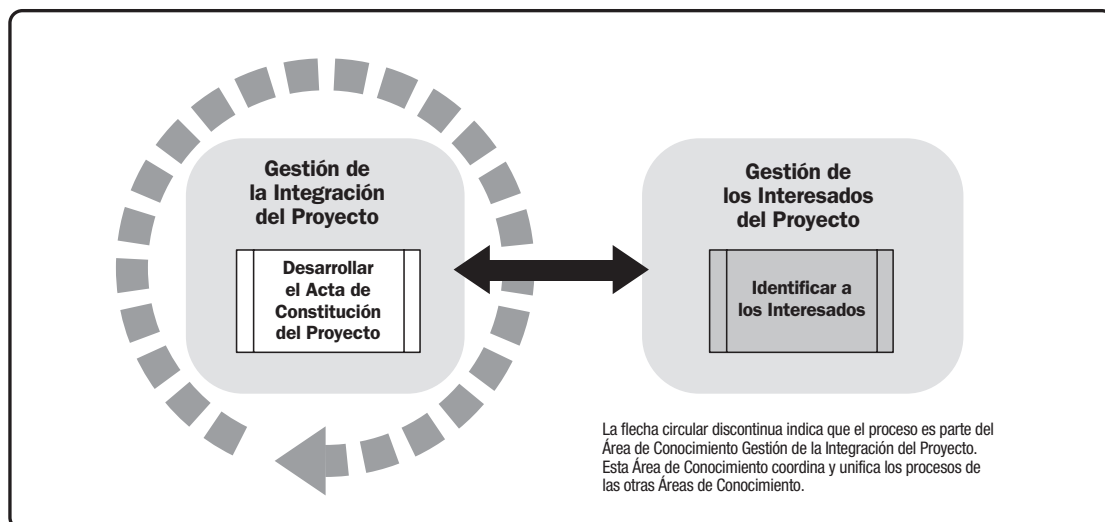 Gestión de
la Integración
del Proyecto
Desarrollar
el Acta de
Constitución
del Proyecto
Gestión de
los Interesados
del Proyecto
Identificar a
los Interesados
La flecha circular discontinua indica que el proceso es parte del
Área de Conocimiento Gestión de la Integración del Proyecto.
Esta Área de Conocimiento coordina y unifica los procesos de
las otras Áreas de Conocimiento.